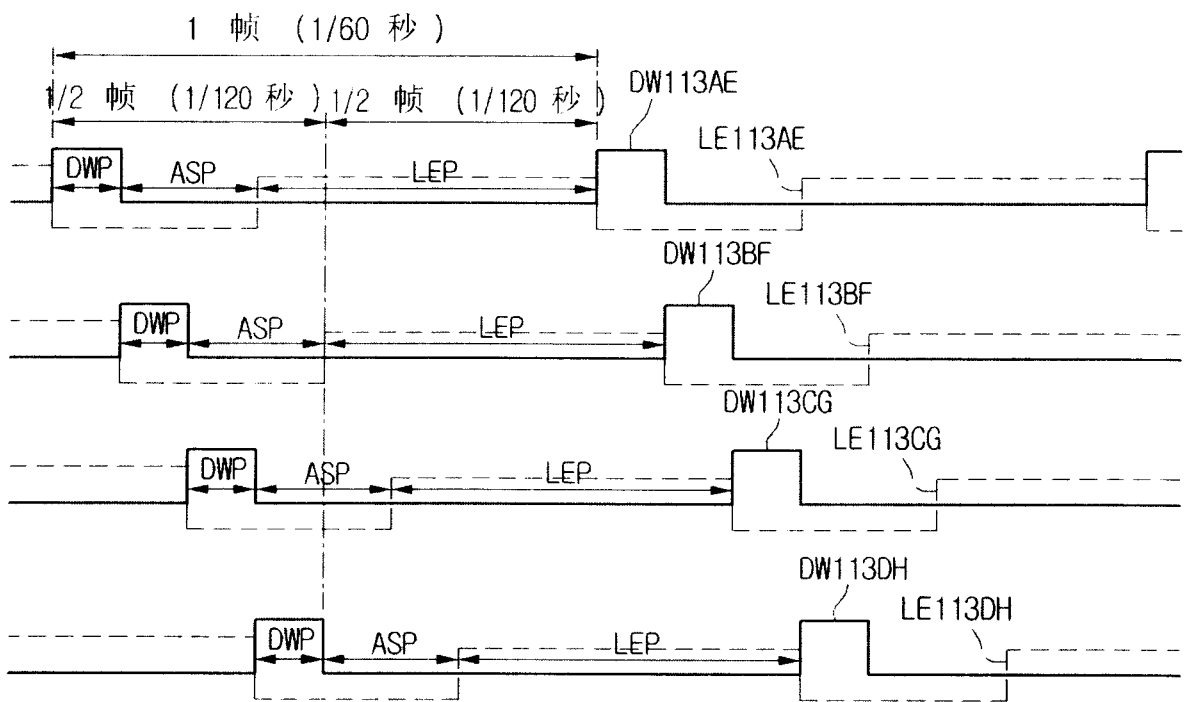 1 帧 (1/60 秒)
DW113AE
1/2 帧 (1/120 秒) 1/2 帧 (1/120 秒)
LE113AE
DWP ASP LEP
DW113BF
LE113BF
DWP ASP LEP
DW113CG
LE113CG
DWP ASP LEP
DW113DH
LE113DH
DWP ASP LEP